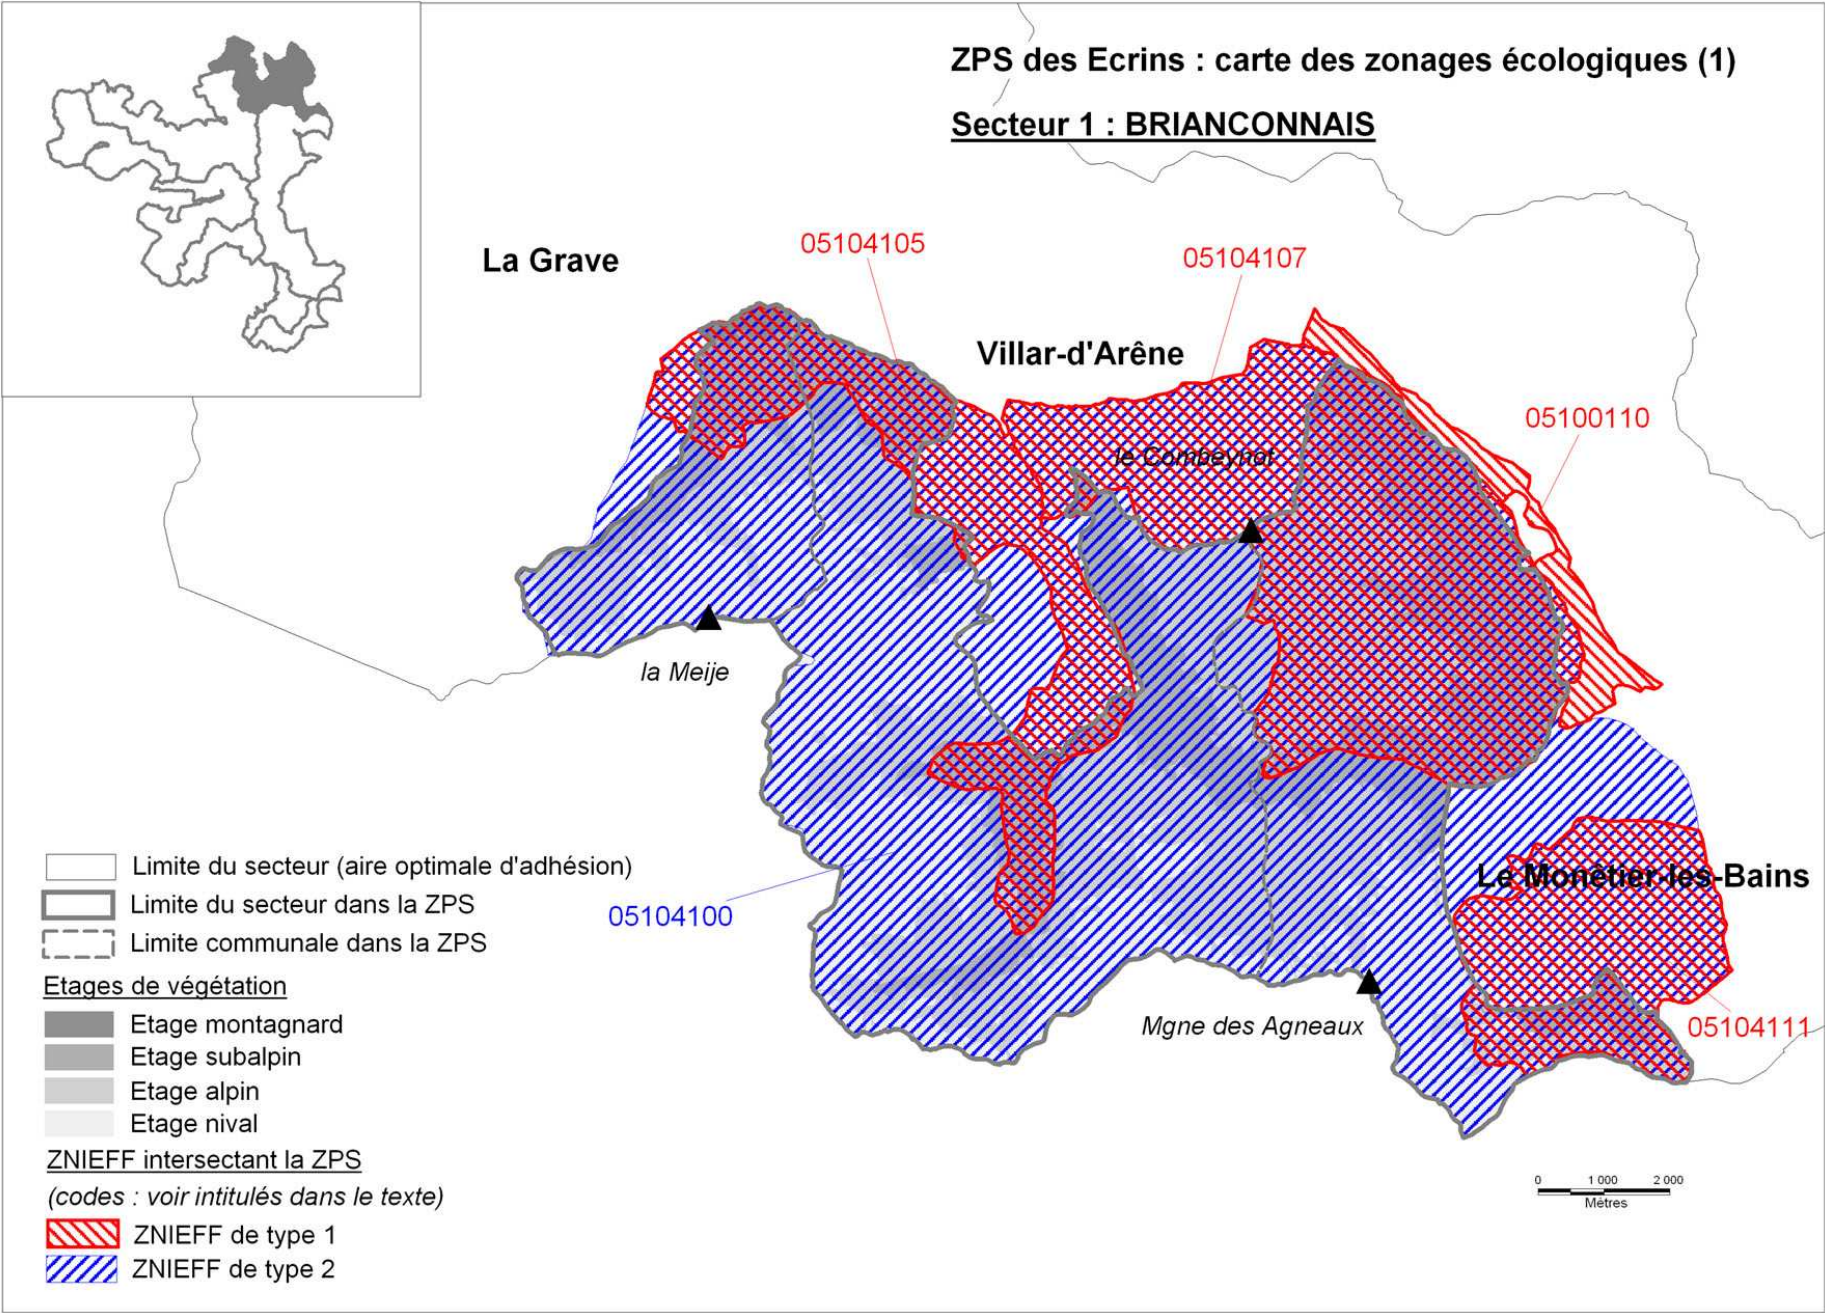 ZPS des Ecrins : carte des zonages écologiques (1)
Secteur 1 : BRIANCONNAIS
05104105
05104107
La Grave
Villar-d'Arêne
05100110
le Combeynot
la Meije
Le Monêtier-les-Bains
05104100
Mgne des Agneaux
05104111
Limite du secteur (aire optimale d'adhésion)
Limite du secteur dans la ZPS
Limite communale dans la ZPS
Etages de végétation
Etage montagnard
Etage subalpin
Etage alpin
Etage nival
ZNIEFF intersectant la ZPS
(codes : voir intitulés dans le texte)
ZNIEFF de type 1
ZNIEFF de type 2
0 1 000 2 000
Mètres